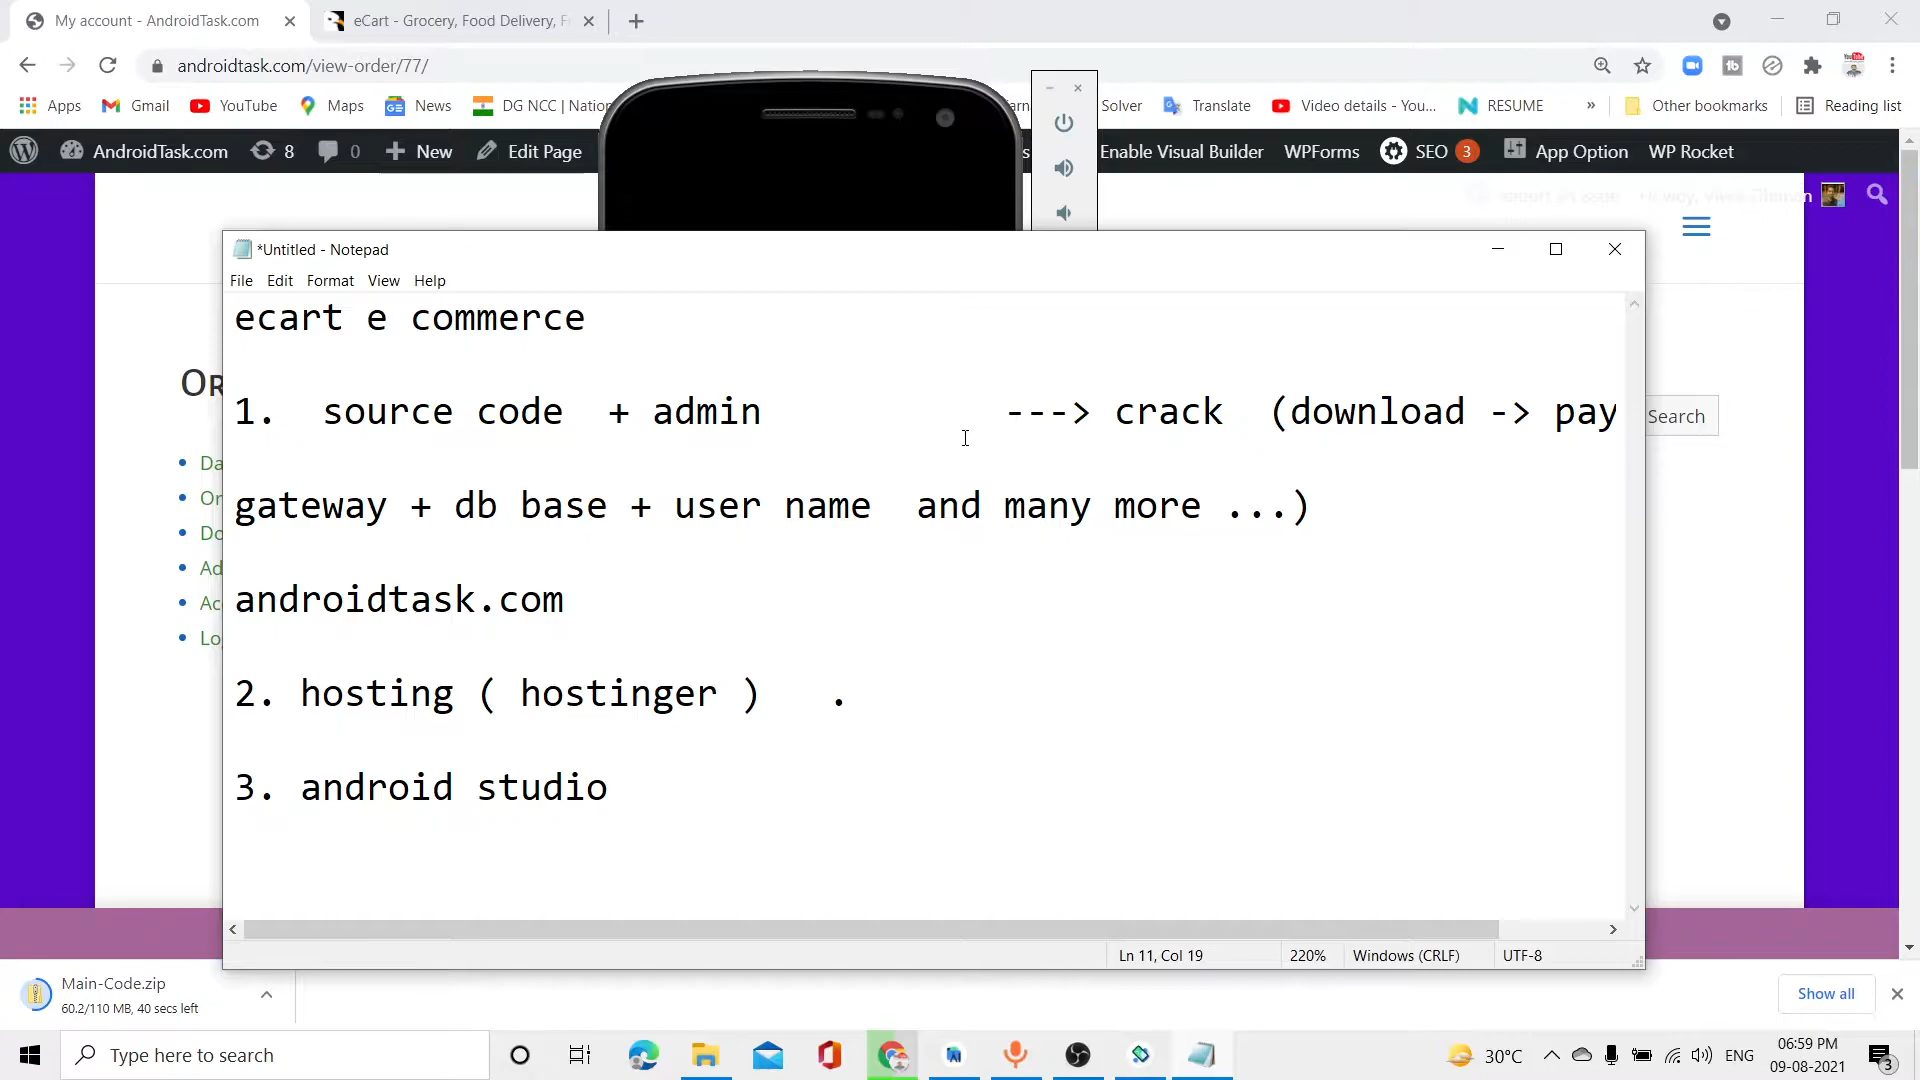 My account - AndroidTask.com
eCart - Grocery, Food Delivery, F
androidtask.com/view-order/77/
Apps Gmail YouTube Maps News DG NCC | Nation Solver Translate Video details - You... RESUME » Other bookmarks Reading list
AndroidTask.com 8 0 New Edit Page Enable Visual Builder WPForms SEO 3 App Option WP Rocket
*Untitled - Notepad
File Edit Format View Help
ecart e commerce
1. source code + admin ---> crack (download -> pay
Search
gateway + db base + user name and many more ...)
androidtask.com
2. hosting ( hostinger ) .
3. android studio
Ln 11, Col 19 220% Windows (CRLF) UTF-8
Main-Code.zip
60.2/110 MB, 40 secs left
Show all
Type here to search
30°C ENG
06:59 PM
09-08-2021
3